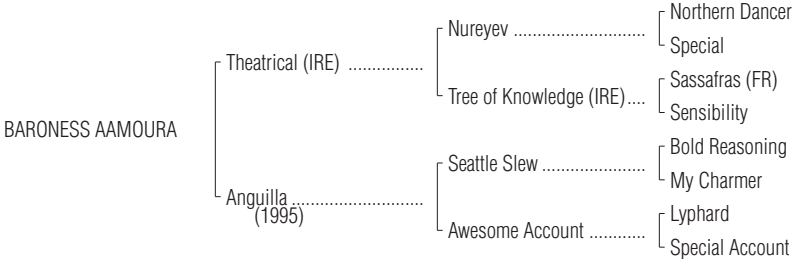 Northern Dancer
Nureyev ............................
Special
Theatrical (IRE) ................
Sassafras (FR)
Tree of Knowledge (IRE)....
Sensibility
BARONESS AAMOURA
Bold Reasoning
Seattle Slew ......................
My Charmer
Anguilla ............................
(1995)
Lyphard
Awesome Account ............
Special Account